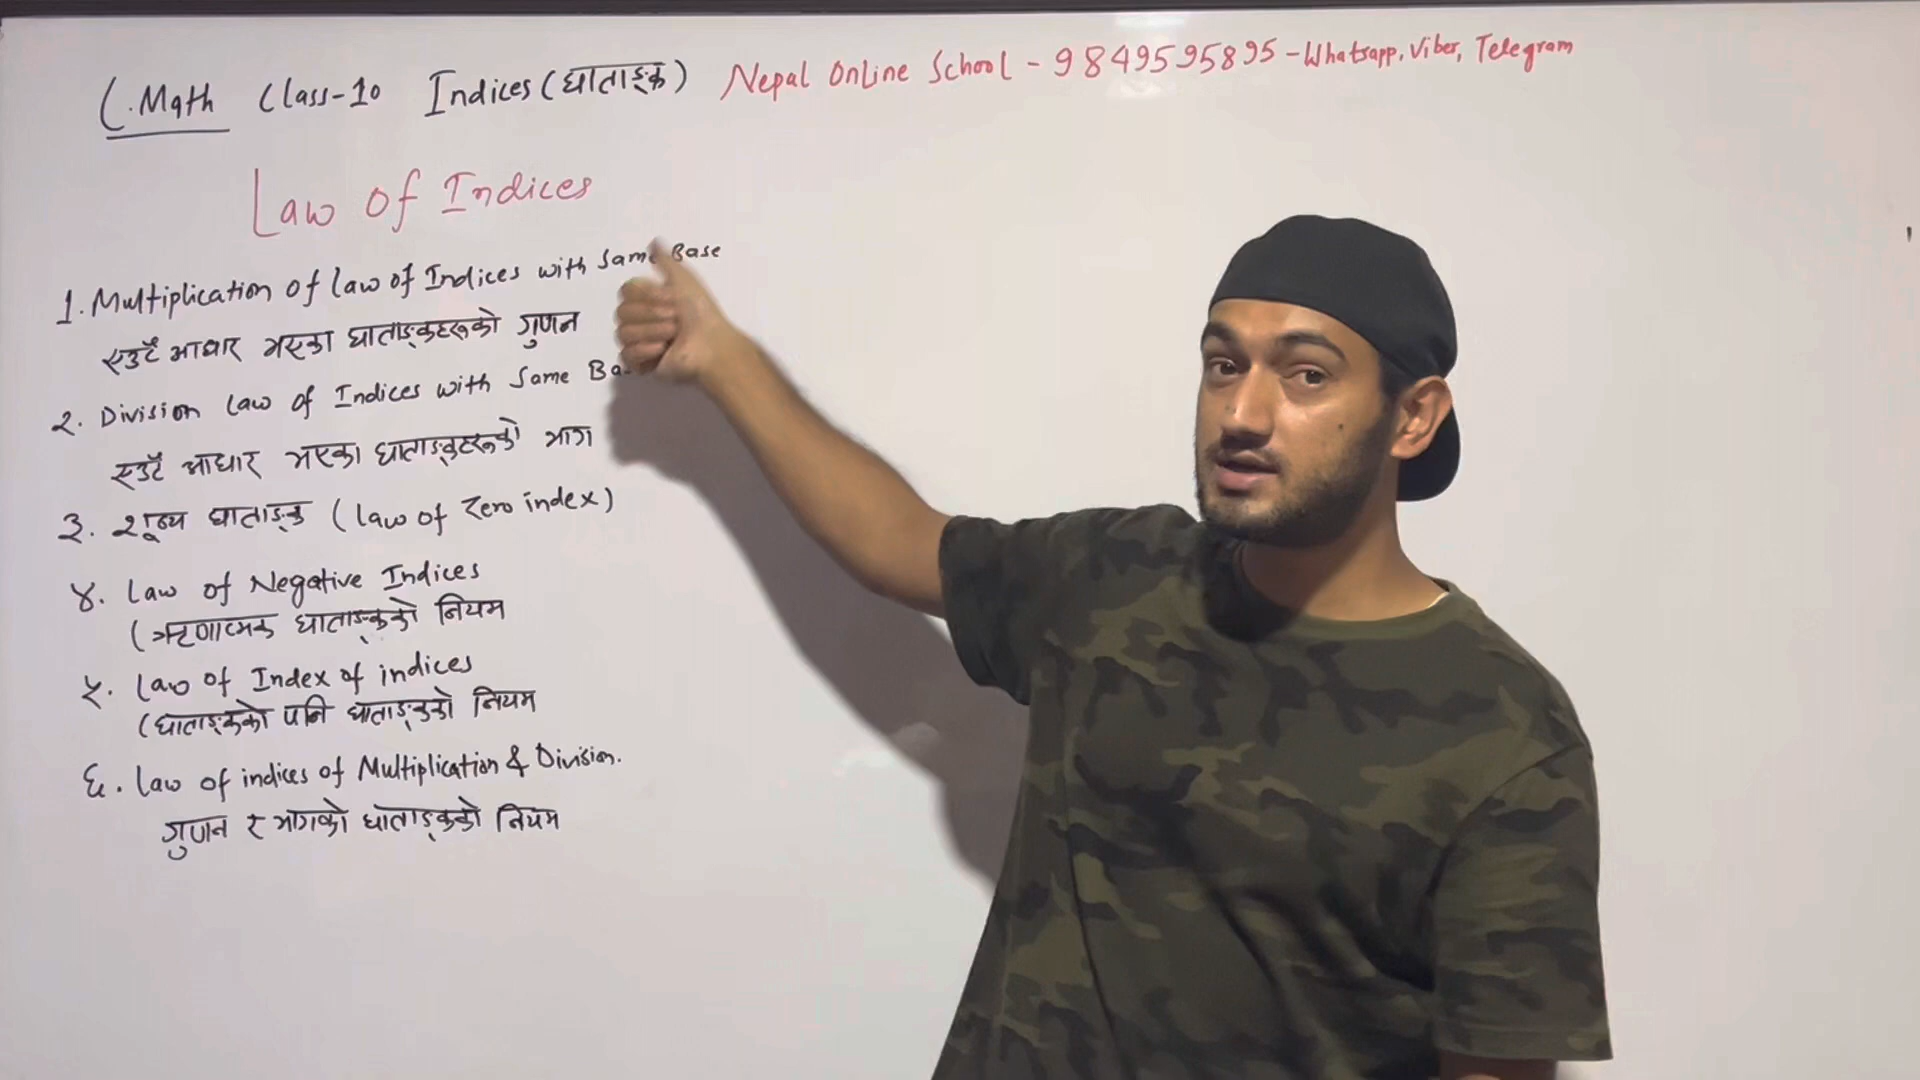 C.Math Class-10 Indices (घाताङ्क) Nepal Online School - 9849595895 - Whatsapp, Viber, Telegram
Law of Indices
1. Multiplication of law of Indices with Same Base
एउटै आधार भएका घाताङ्कहरूको गुणन
२. Division law of Indices with Same Ba
एउटै आधार भएका घाताङ्कहरूको भाग
३. शून्य घाताङ्क (law of Zero index)
४. law of Negative Indices
(ऋणात्मक घाताङ्कको नियम
५. law of Index of indices
(घाताङ्कको पनि घाताङ्कको नियम
६. law of indices of Multiplication & Division.
गुणन र भागको घाताङ्कको नियम